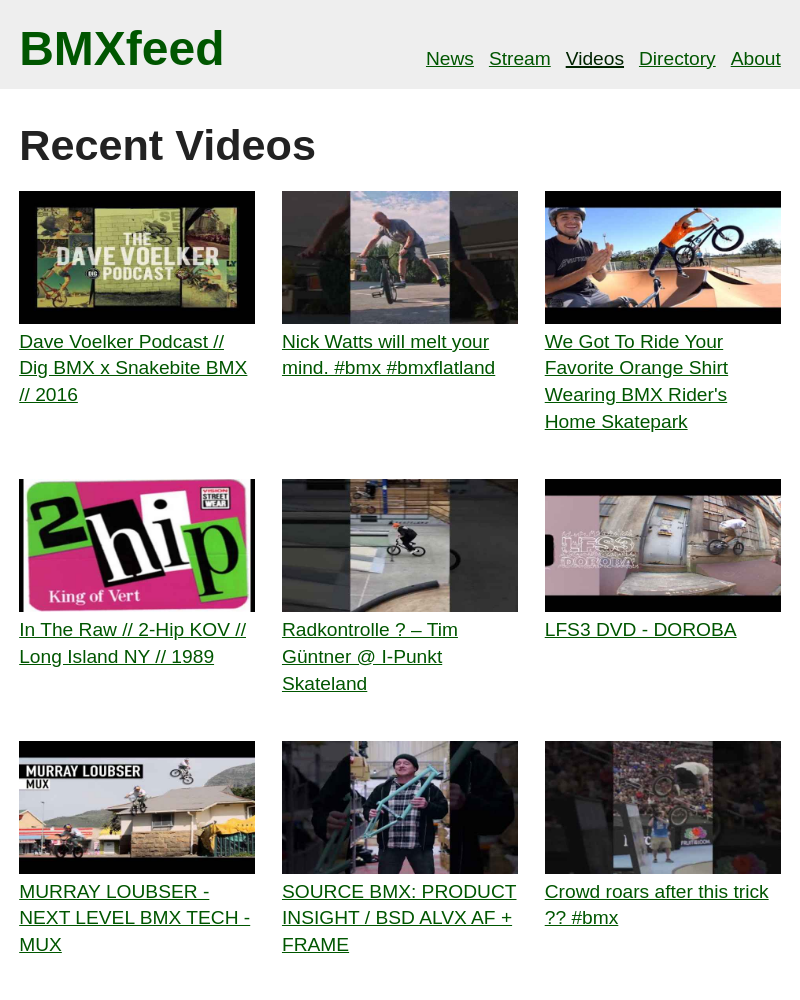 BMXfeed
News Stream Videos Directory About
Recent Videos
THE
DAVE VOELKER
DIG PODCAST
Dave Voelker Podcast //
Dig BMX x Snakebite BMX
// 2016
Nick Watts will melt your
mind. #bmx #bmxflatland
We Got To Ride Your
Favorite Orange Shirt
Wearing BMX Rider's
Home Skatepark
VISION
STREET
WEAR
2hip
King of Vert
In The Raw // 2-Hip KOV //
Long Island NY // 1989
Radkontrolle ? – Tim
Güntner @ I-Punkt
Skateland
LFS3
DOROBA
LFS3 DVD - DOROBA
MURRAY LOUBSER
MUX
MURRAY LOUBSER -
NEXT LEVEL BMX TECH -
MUX
SOURCE BMX: PRODUCT
INSIGHT / BSD ALVX AF +
FRAME
Crowd roars after this trick
?? #bmx